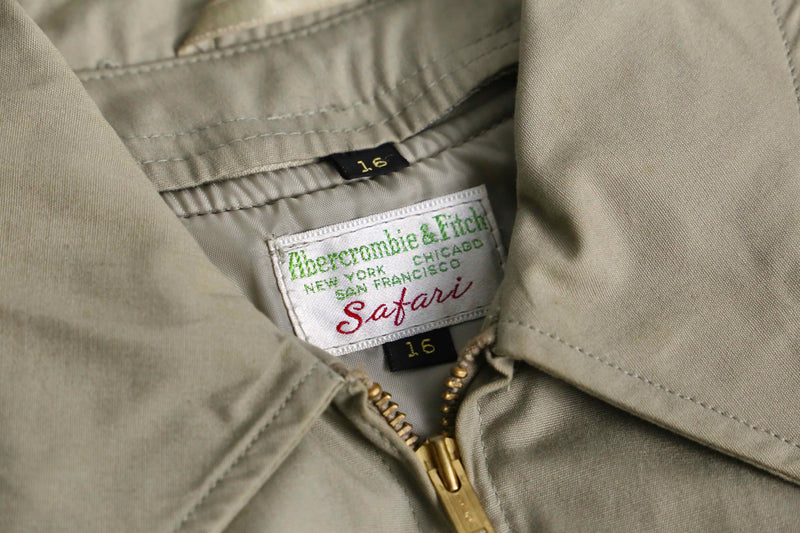 16
Abercrombie & Fitch
NEW YORK CHICAGO
SAN FRANCISCO
Safari
16